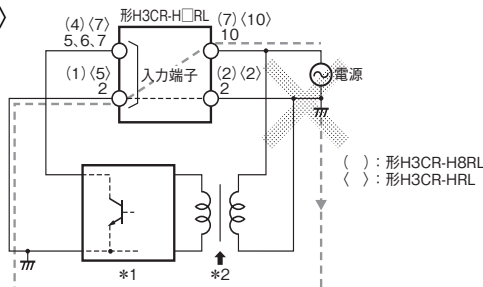 〉
形H3CR-H□RL
(4)〈7〉
5、6、7
(7)〈10〉
10
入力端子
電源
(1)〈5〉
2
(2)〈2〉
2
(　)：形H3CR-H8RL
〈　〉：形H3CR-HRL
*1
*2